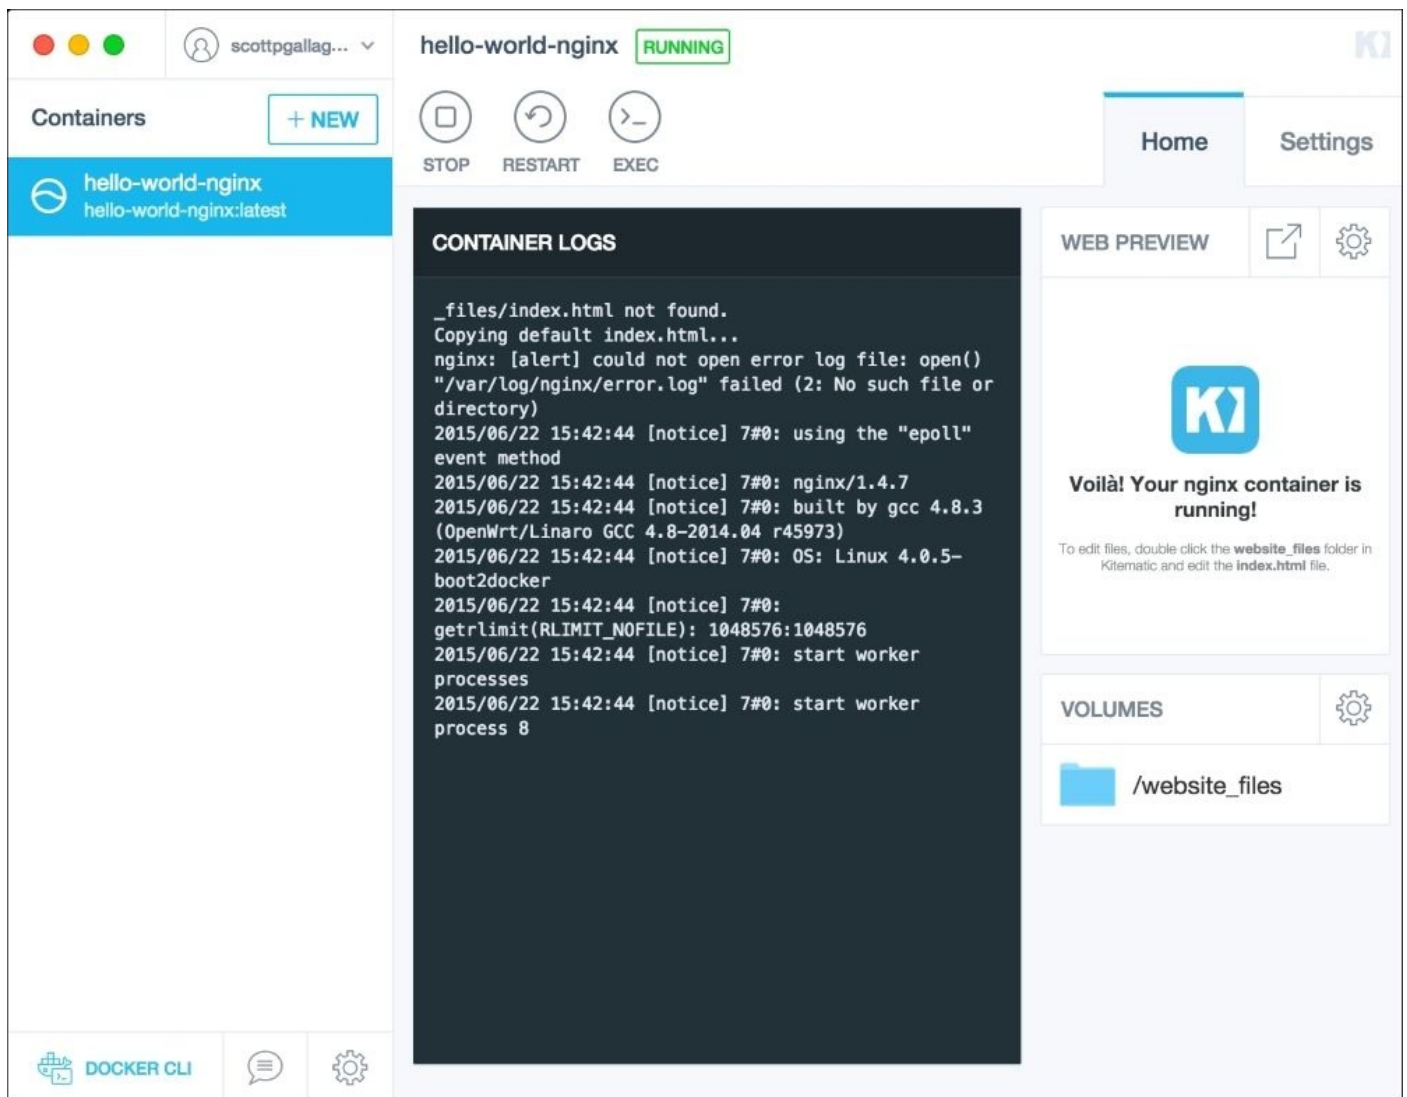 scottpgallag...
hello-world-nginx RUNNING
Containers
+ NEW
STOP RESTART EXEC
Home Settings
hello-world-nginx
hello-world-nginx:latest
CONTAINER LOGS
_files/index.html not found.
Copying default index.html...
nginx: [alert] could not open error log file: open()
"/var/log/nginx/error.log" failed (2: No such file or
directory)
2015/06/22 15:42:44 [notice] 7#0: using the "epoll"
event method
2015/06/22 15:42:44 [notice] 7#0: nginx/1.4.7
2015/06/22 15:42:44 [notice] 7#0: built by gcc 4.8.3
(OpenWrt/Linaro GCC 4.8-2014.04 r45973)
2015/06/22 15:42:44 [notice] 7#0: OS: Linux 4.0.5-
boot2docker
2015/06/22 15:42:44 [notice] 7#0:
getrlimit(RLIMIT_NOFILE): 1048576:1048576
2015/06/22 15:42:44 [notice] 7#0: start worker
processes
2015/06/22 15:42:44 [notice] 7#0: start worker
process 8
WEB PREVIEW
Voilà! Your nginx container is
running!
To edit files, double click the website_files folder in
Kitematic and edit the index.html file.
VOLUMES
/website_files
DOCKER CLI